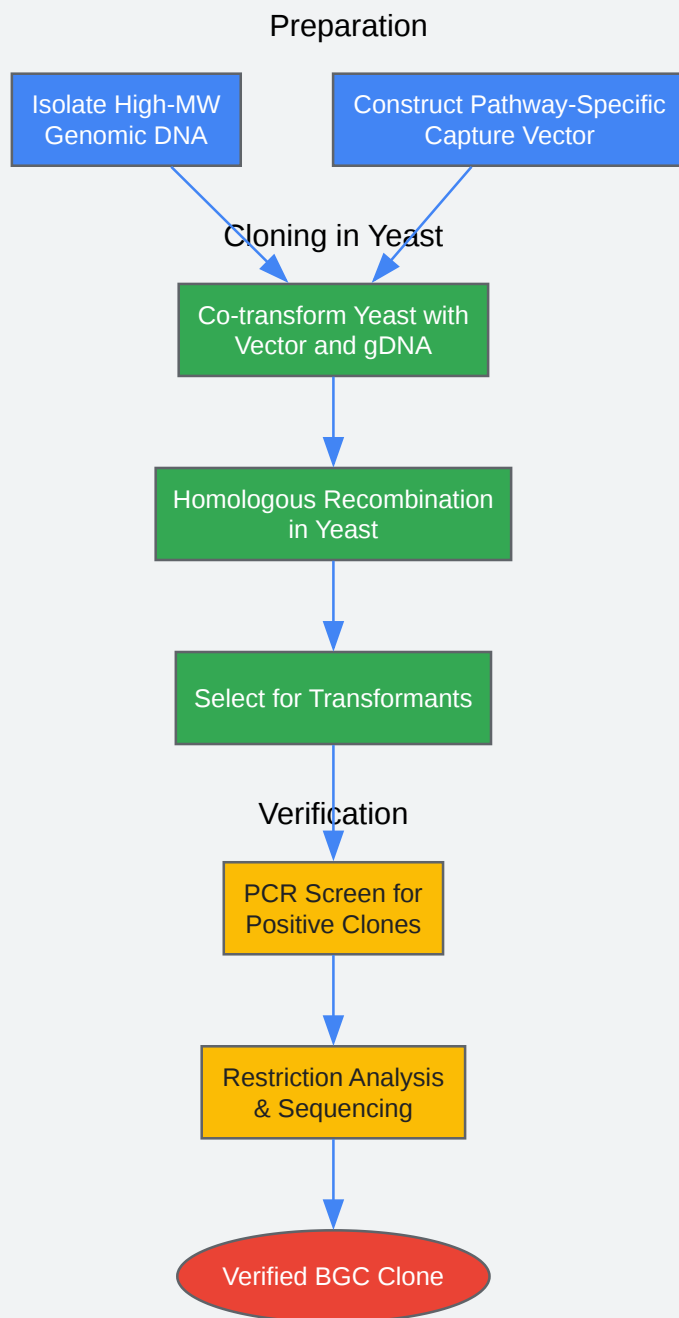 Preparation
Isolate High-MW
Genomic DNA
Construct Pathway-Specific
Capture Vector
Cloning in Yeast
Co-transform Yeast with
Vector and gDNA
Homologous Recombination
in Yeast
Select for Transformants
Verification
PCR Screen for
Positive Clones
Restriction Analysis
& Sequencing
Verified BGC Clone